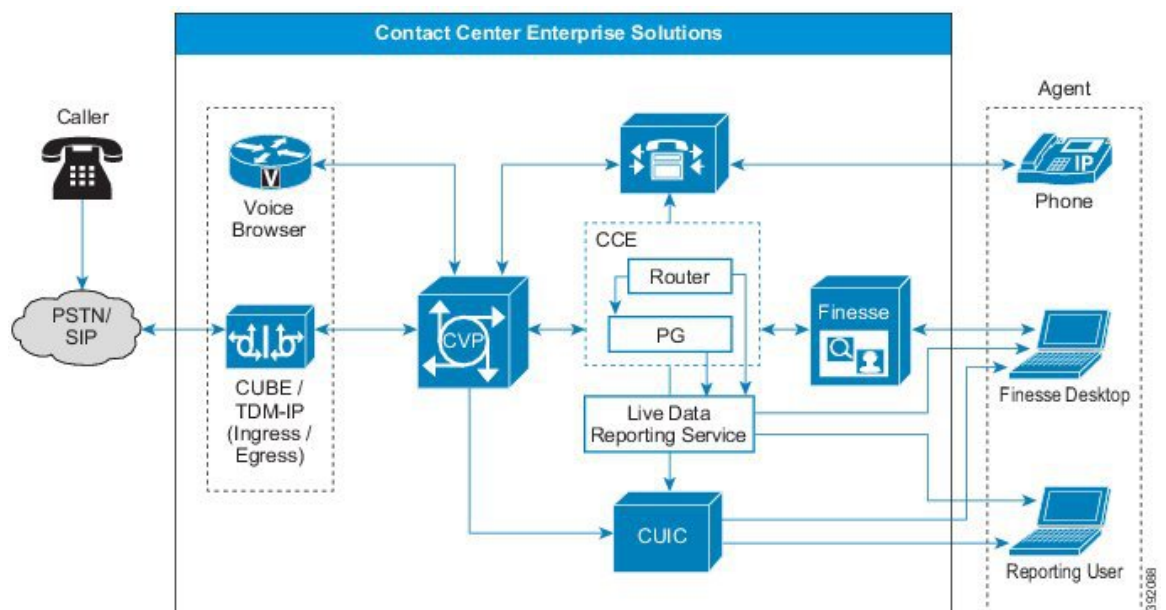 Contact Center Enterprise Solutions
Caller
Agent
V
Voice
Browser
IP
Phone
PSTN/
SIP
CUBE /
TDM-IP
(Ingress /
Egress)
CVP
CCE
Router
PG
Finesse
Finesse Desktop
Live Data
Reporting Service
CUIC
Reporting User
392088